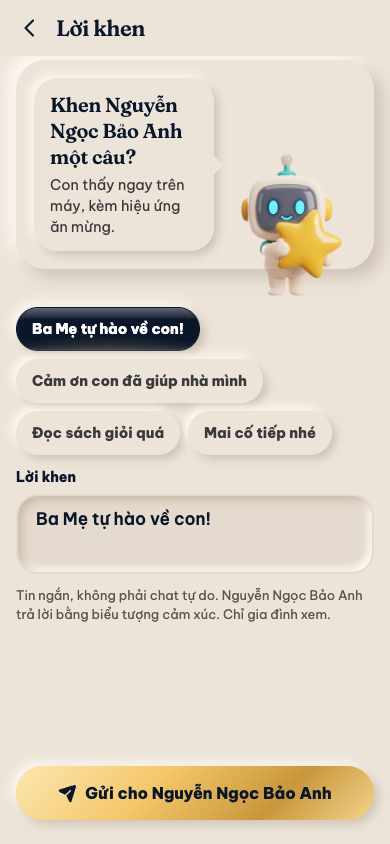 Lời khen
Khen Nguyễn
Ngọc Bảo Anh
một câu?
Con thấy ngay trên
máy, kèm hiệu ứng
ăn mừng.
Ba Mẹ tự hào về con!
Cảm ơn con đã giúp nhà mình
Đọc sách giỏi quá
Mai cố tiếp nhé
Lời khen
Ba Mẹ tự hào về con!
Tin ngắn, không phải chat tự do. Nguyễn Ngọc Bảo Anh
trả lời bằng biểu tượng cảm xúc. Chỉ gia đình xem.
Gửi cho Nguyễn Ngọc Bảo Anh